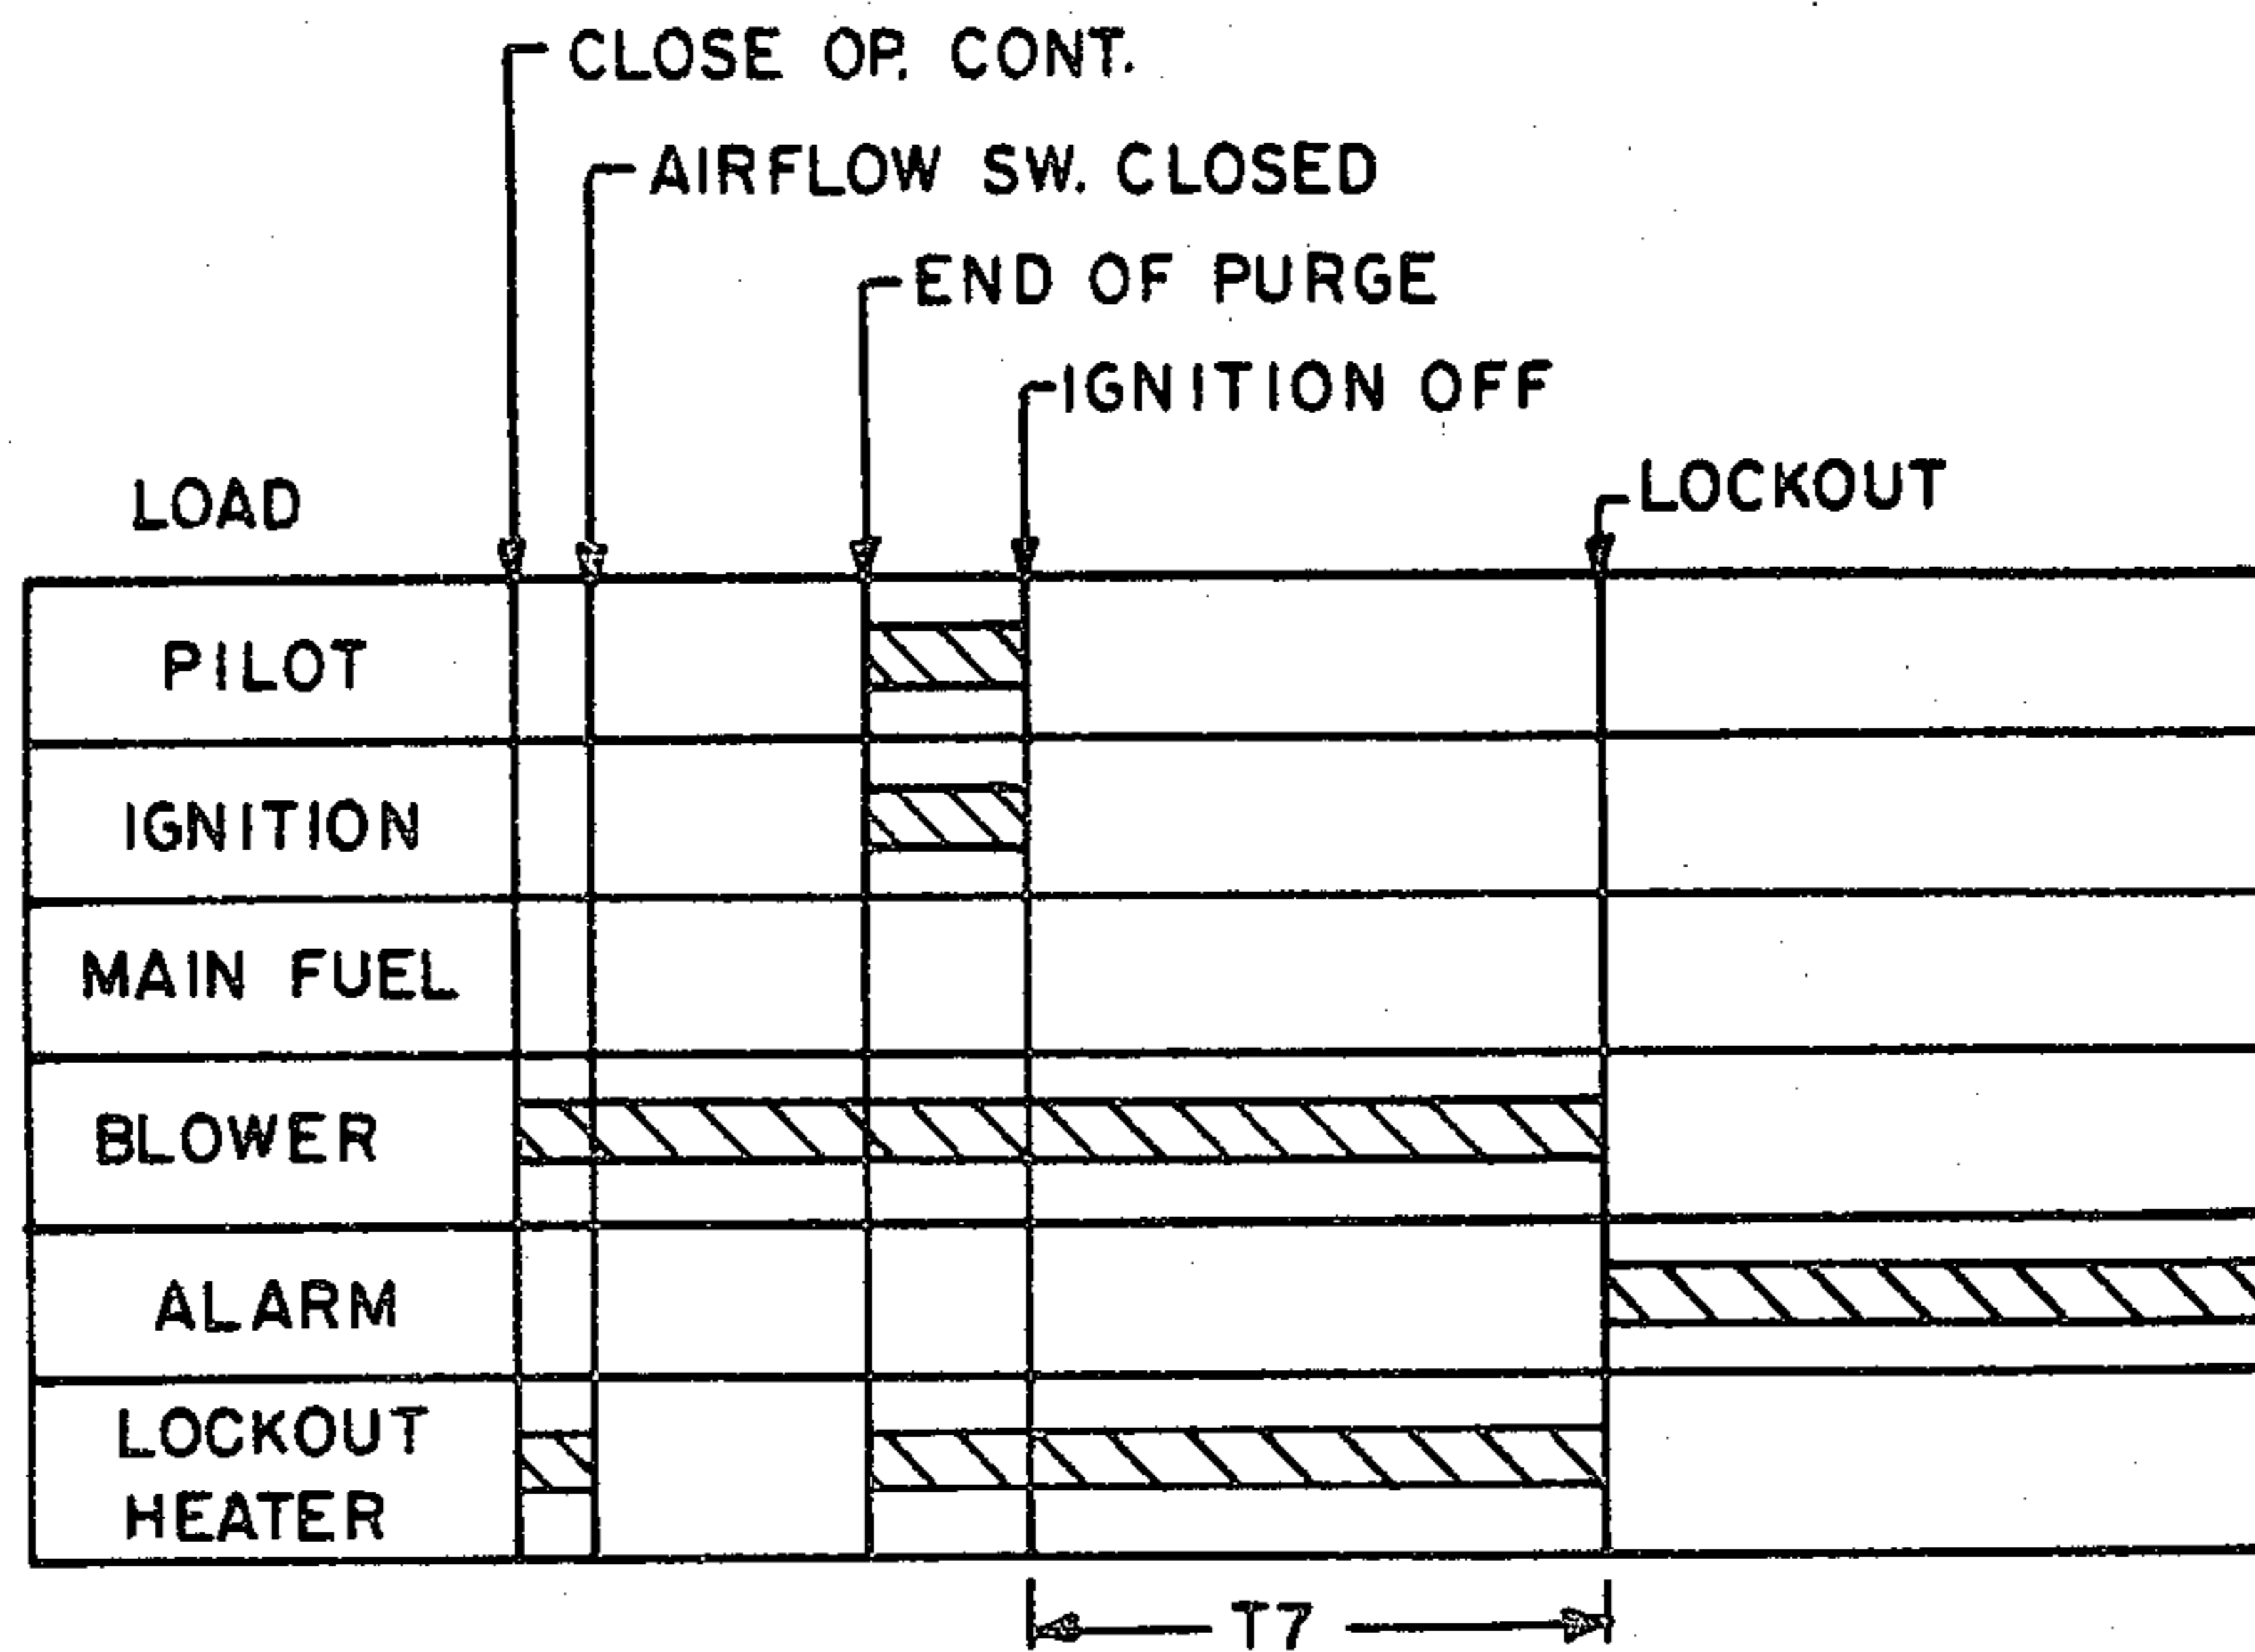 CLOSE OP. CONT.
AIRFLOW SW. CLOSED
END OF PURGE
IGNITION OFF
LOAD
LOCKOUT
PILOT
IGNITION
MAIN FUEL
BLOWER
ALARM
LOCKOUT
HEATER
T7